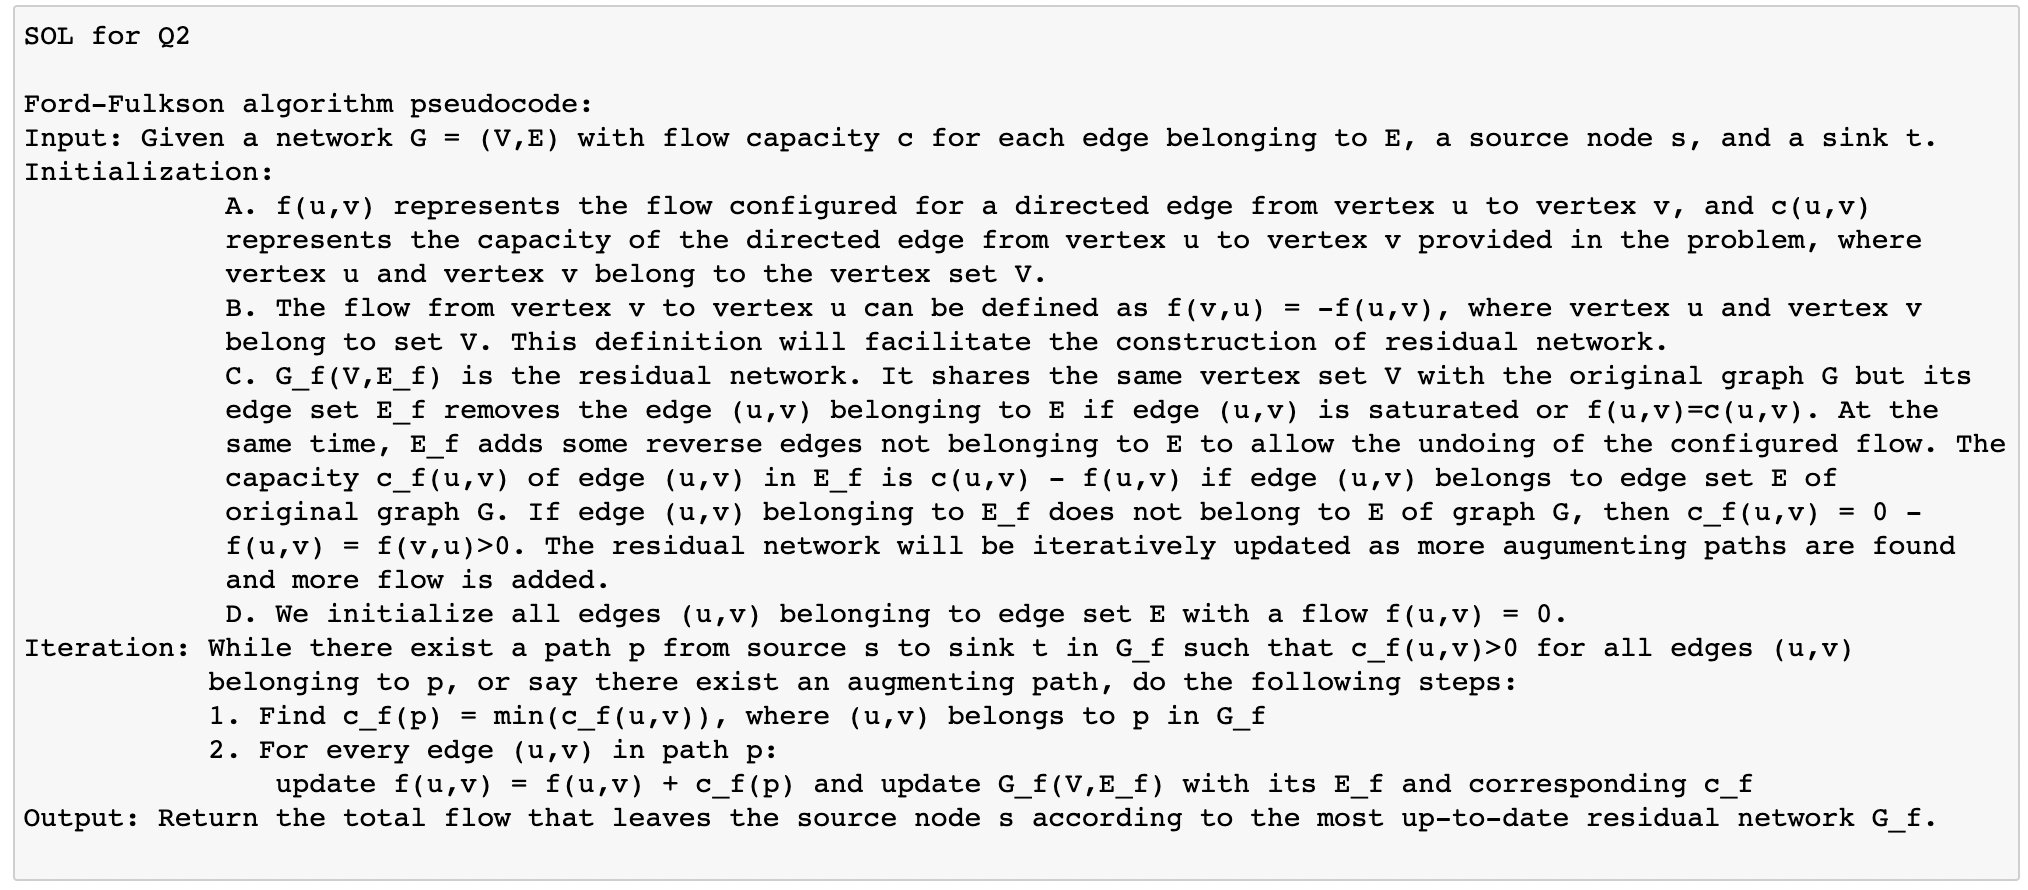 SOL for Q2
Ford-Fulkson algorithm pseudocode:
Input: Given a network G = (V,E) with flow capacity c for each edge belonging to E, a source node s, and a sink t.
Initialization:
A. f(u,v) represents the flow configured for a directed edge from vertex u to vertex v, and c(u,v)
represents the capacity of the directed edge from vertex u to vertex v provided in the problem, where
vertex u and vertex v belong to the vertex set V.
B. The flow from vertex v to vertex u can be defined as f(v,u) = -f(u,v), where vertex u and vertex v
belong to set V. This definition will facilitate the construction of residual network.
C. G_f(V,E_f) is the residual network. It shares the same vertex set V with the original graph G but its
edge set E_f removes the edge (u,v) belonging to E if edge (u,v) is saturated or f(u,v)=c(u,v). At the
same time, E_f adds some reverse edges not belonging to E to allow the undoing of the configured flow. The
capacity c_f(u,v) of edge (u,v) in E_f is c(u,v) - f(u,v) if edge (u,v) belongs to edge set E of
original graph G. If edge (u,v) belonging to E_f does not belong to E of graph G, then c_f(u,v) = 0 -
f(u,v) = f(v,u)>0. The residual network will be iteratively updated as more augumenting paths are found
and more flow is added.
D. We initialize all edges (u,v) belonging to edge set E with a flow f(u,v) = 0.
Iteration: While there exist a path p from source s to sink t in G_f such that c_f(u,v)>0 for all edges (u,v)
belonging to p, or say there exist an augmenting path, do the following steps:
1. Find c_f(p) = min(c_f(u,v)), where (u,v) belongs to p in G_f
2. For every edge (u,v) in path p:
update f(u,v) = f(u,v) + c_f(p) and update G_f(V,E_f) with its E_f and corresponding c_f
Output: Return the total flow that leaves the source node s according to the most up-to-date residual network G_f.